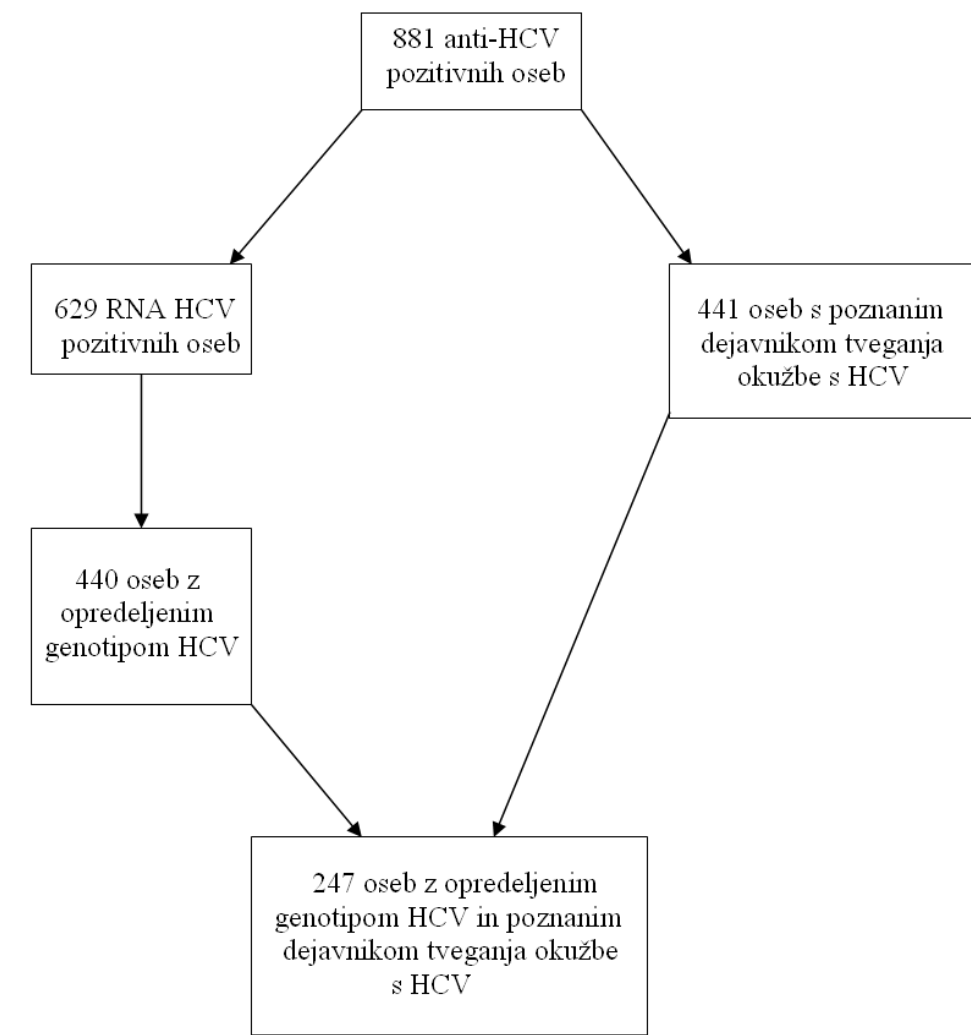 881 anti-HCV
pozitivnih oseb
629 RNA HCV
pozitivnih oseb
441 oseb s poznanim
dejavnikom tveganja
okužbe s HCV
440 oseb z
opredeljenim
genotipom HCV
247 oseb z opredeljenim
genotipom HCV in poznanim
dejavnikom tveganja okužbe
s HCV